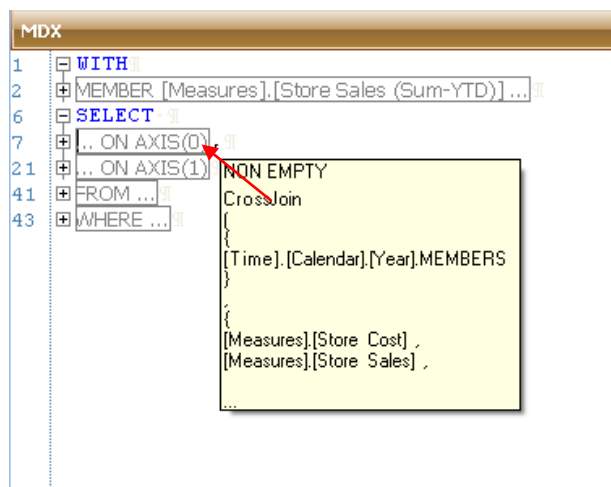 MDX
1 WITH¶
2 MEMBER [Measures].[Store Sales (Sum-YTD)] ...¶
6 SELECT·¶
7 ... ON AXIS(0) , ¶
21 ... ON AXIS(1) ¶
41 FROM ...¶
43 WHERE ...¶
NON EMPTY
CrossJoin
(
{
[Time].[Calendar].[Year].MEMBERS
}
,
{
[Measures].[Store Cost] ,
[Measures].[Store Sales] ,
...